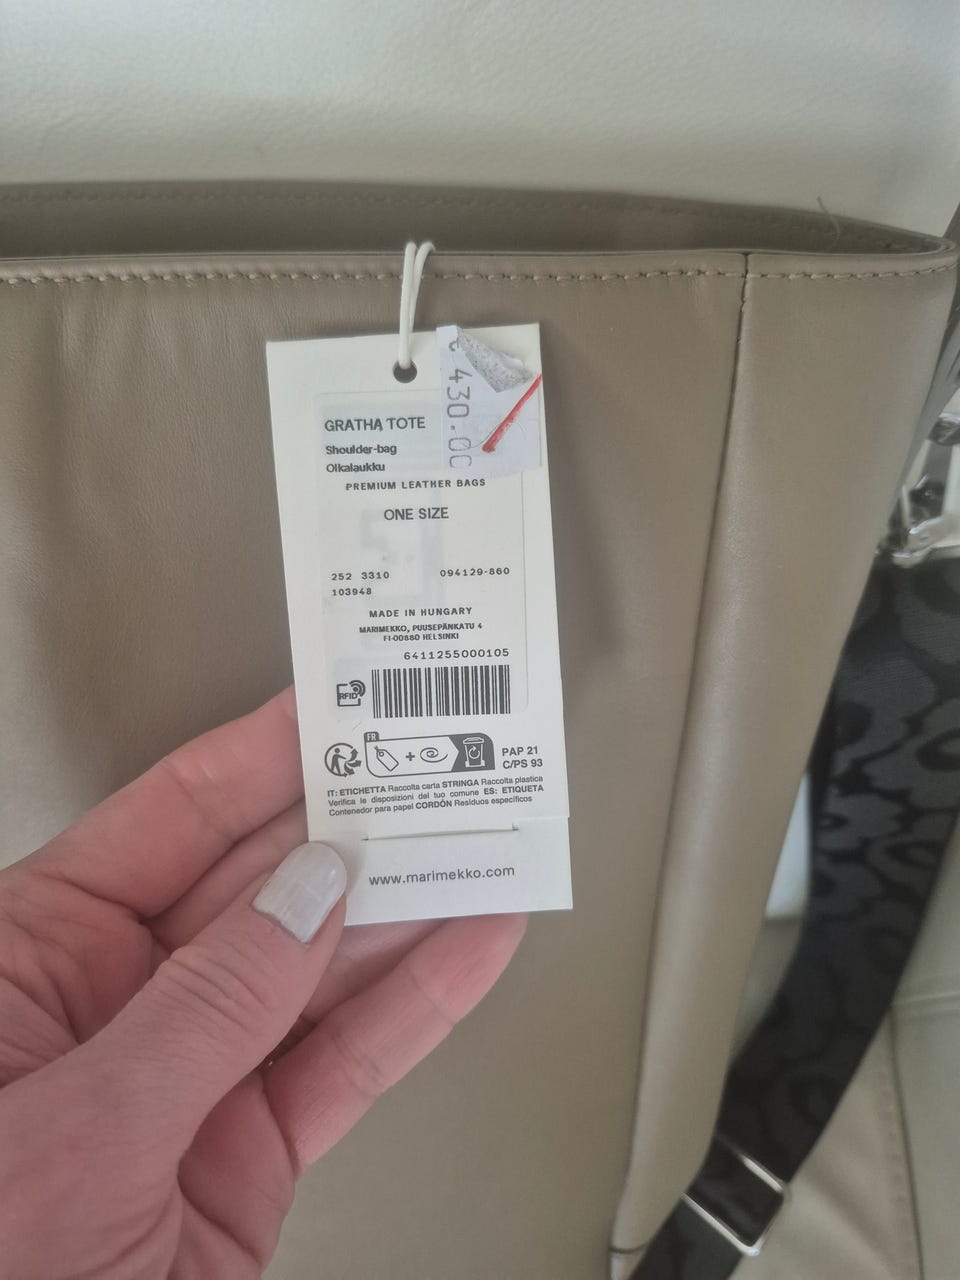 430.00
GRATHA TOTE
Shoulder-bag
Olkalaukku
PREMIUM LEATHER BAGS
ONE SIZE
252 3310 094129-860
103948
MADE IN HUNGARY
MARIMEKKO, PUUSEPÄNKATU 4
FI-00880 HELSINKI
6411255000105
RFID
FR
PAP 21
C/PS 93
IT: ETICHETTA Raccolta carta STRINGA Raccolta plastica
Verifica le disposizioni del tuo comune ES: ETIQUETA
Contenedor para papel CORDÓN Residuos específicos
www.marimekko.com